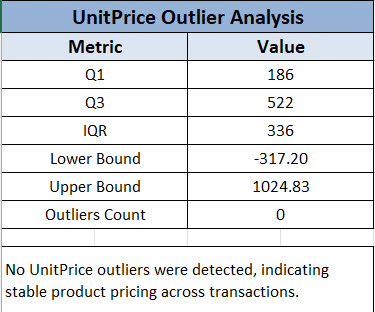 UnitPrice Outlier Analysis
Metric Value
Q1 186
Q3 522
IQR 336
Lower Bound -317.20
Upper Bound 1024.83
Outliers Count 0
No UnitPrice outliers were detected, indicating
stable product pricing across transactions.